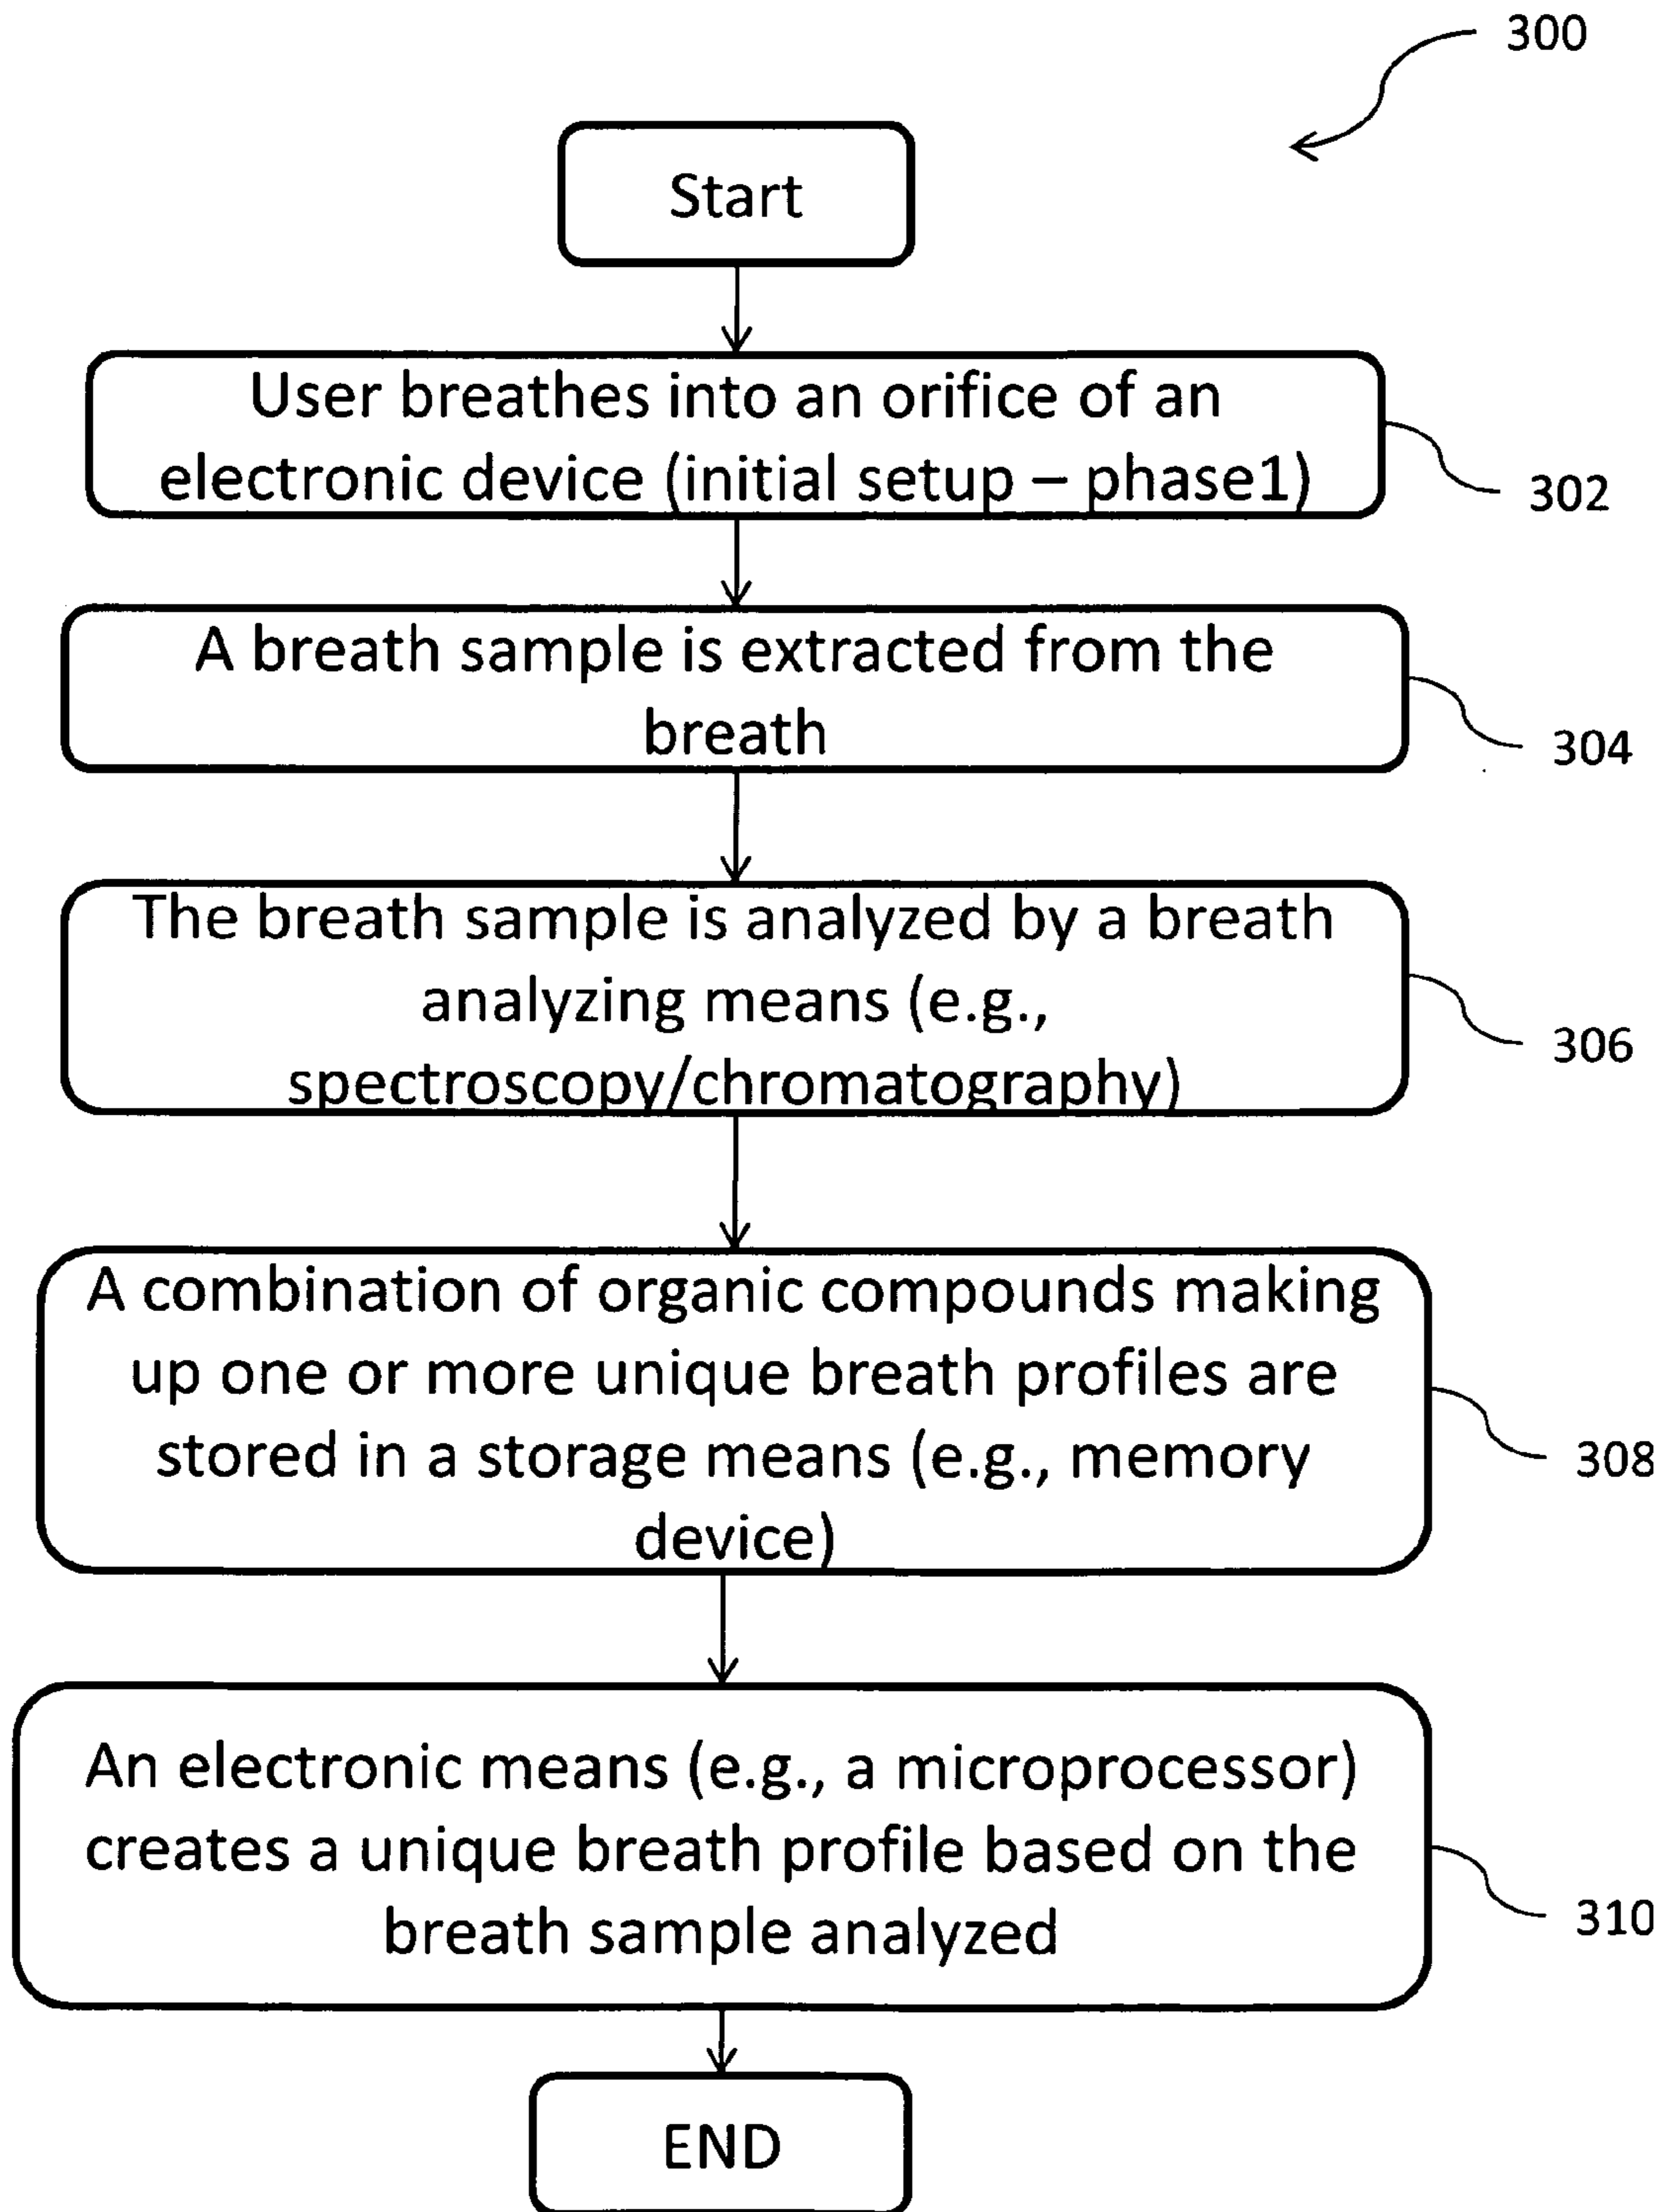 300
Start
User breathes into an orifice of an
electronic device (initial setup – phase1)
302
A breath sample is extracted from the
breath
304
The breath sample is analyzed by a breath
analyzing means (e.g.,
spectroscopy/chromatography)
306
A combination of organic compounds making
up one or more unique breath profiles are
stored in a storage means (e.g., memory
device)
308
An electronic means (e.g., a microprocessor)
creates a unique breath profile based on the
breath sample analyzed
310
END